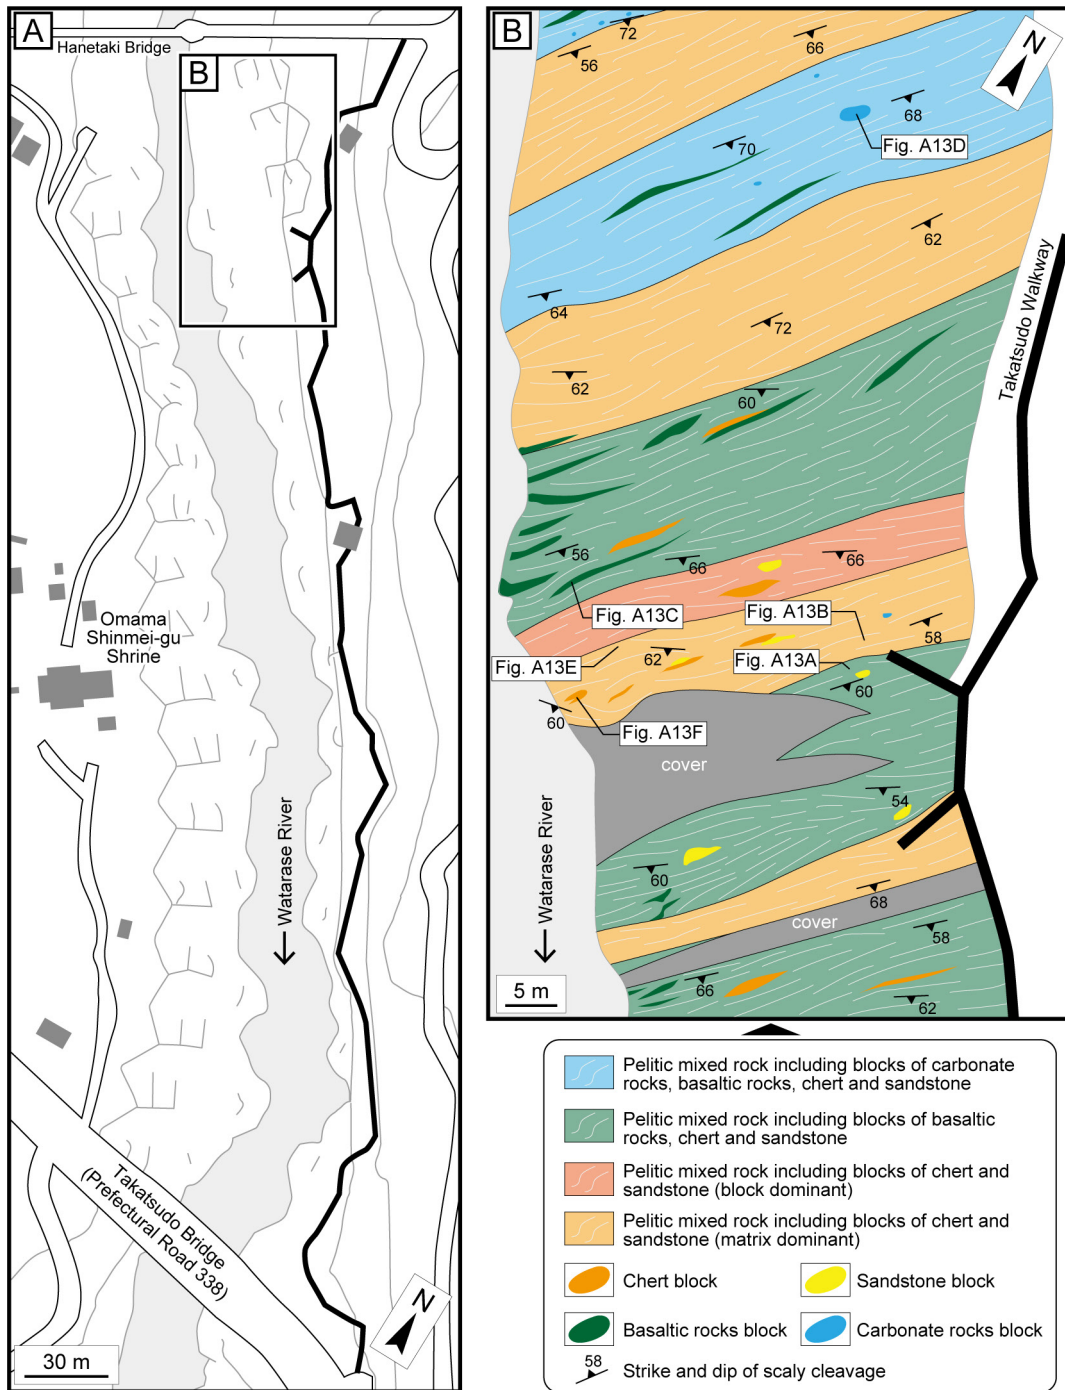 A
Hanetaki Bridge
B
Omama
Shinmei-gu
Shrine
Watarase River
Takatsudo Bridge
(Prefectural Road 338)
N
30 m
B
N
72
66
56
68
Fig. A13D
70
62
64
72
62
60
Takatsudo Walkway
56
66
66
Fig. A13C
Fig. A13B
58
Fig. A13E
62
Fig. A13A
60
60
Fig. A13F
cover
54
60
68
cover
58
66
62
Watarase River
5 m
Pelitic mixed rock including blocks of carbonate
rocks, basaltic rocks, chert and sandstone
Pelitic mixed rock including blocks of basaltic
rocks, chert and sandstone
Pelitic mixed rock including blocks of chert and
sandstone (block dominant)
Pelitic mixed rock including blocks of chert and
sandstone (matrix dominant)
Chert block
Sandstone block
Basaltic rocks block
Carbonate rocks block
58
Strike and dip of scaly cleavage